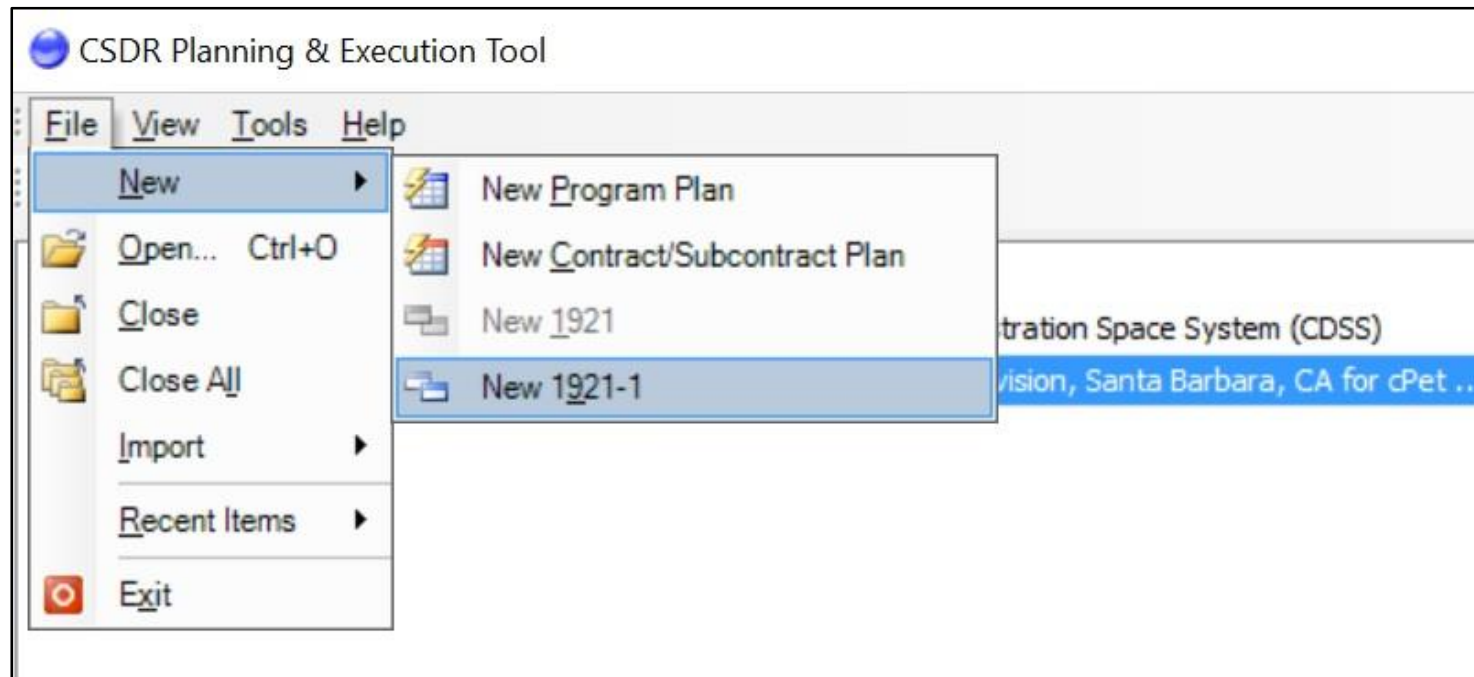 CSDR Planning & Execution Tool
File View Tools Help
New
New Program Plan
Open... Ctrl+O
New Contract/Subcontract Plan
Close
New 1921
stration Space System (CDSS)
Close All
New 1921-1
vision, Santa Barbara, CA for cPet ...
Import
Recent Items
Exit